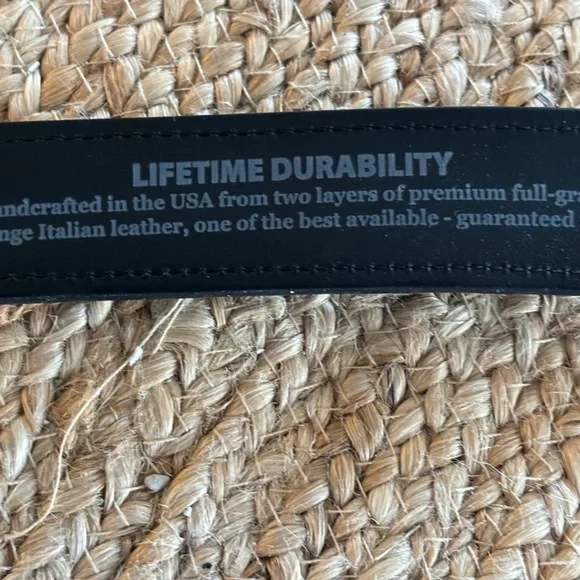 LIFETIME DURABILITY
ndcrafted in the USA from two layers of premium full-gra
nge Italian leather, one of the best available - guaranteed